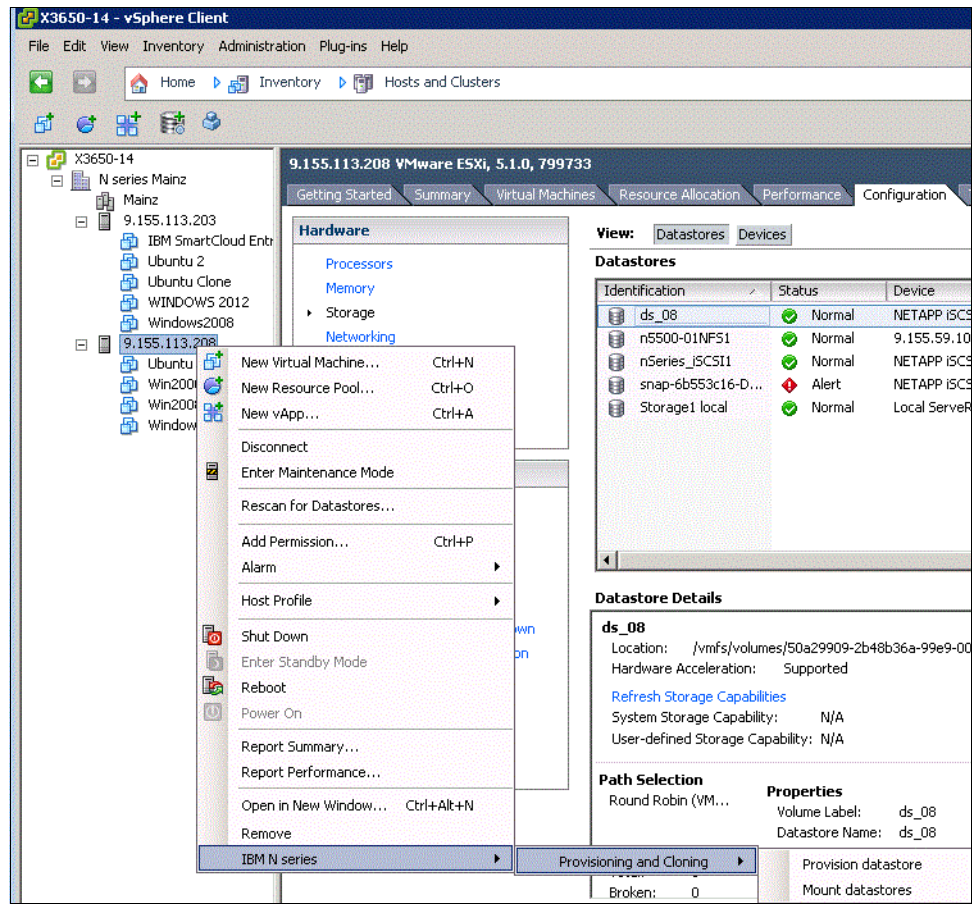 X3650-14 - vSphere Client
File Edit View Inventory Administration Plug-ins Help
Home Inventory Hosts and Clusters
X3650-14
N series Mainz
Mainz
9.155.113.203
IBM SmartCloud Entr
Ubuntu 2
Ubuntu Clone
WINDOWS 2012
Windows2008
9.155.113.208
Ubuntu
Win200
Win200
Window
9.155.113.208 VMware ESXi, 5.1.0, 799733
Getting Started Summary Virtual Machines Resource Allocation Performance Configuration
Hardware
Processors
Memory
Storage
Networking
View: Datastores Devices
Datastores
Identification Status Device
ds_08 Normal NETAPP iSCS
n5500-01NFS1 Normal 9.155.59.10
nSeries_iSCSI1 Normal NETAPP iSCS
snap-6b553c16-D... Alert NETAPP iSCS
Storage1 local Normal Local ServeR
New Virtual Machine... Ctrl+N
New Resource Pool... Ctrl+O
New vApp... Ctrl+A
Disconnect
Enter Maintenance Mode
Rescan for Datastores...
Add Permission... Ctrl+P
Alarm
Host Profile
Shut Down
Enter Standby Mode
Reboot
Power On
Report Summary...
Report Performance...
Open in New Window... Ctrl+Alt+N
Remove
IBM N series
Provisioning and Cloning
Provision datastore
Mount datastores
own
on
Datastore Details
ds_08
Location: /vmfs/volumes/50a29909-2b48b36a-99e9-00
Hardware Acceleration: Supported
Refresh Storage Capabilities
System Storage Capability: N/A
User-defined Storage Capability: N/A
Path Selection
Round Robin (VM...
Properties
Volume Label: ds_08
Datastore Name: ds_08
Broken: 0